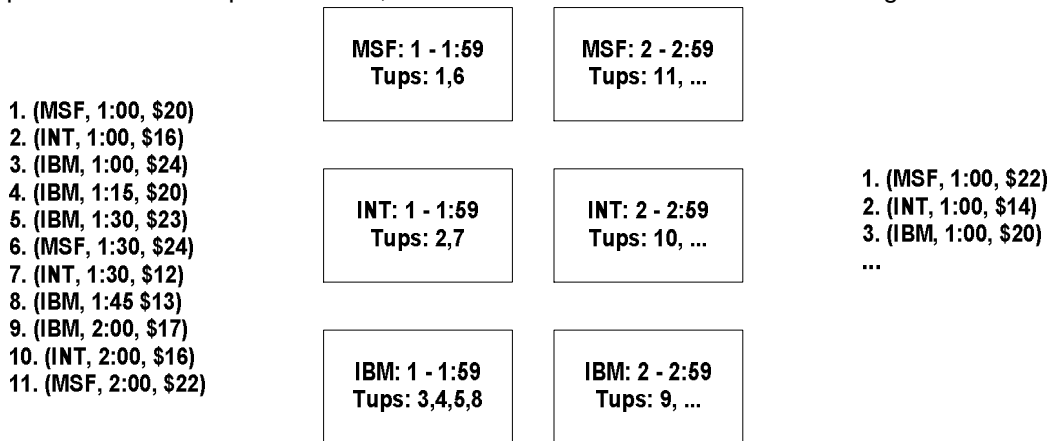 1. (MSF, 1:00, $20)
2. (INT, 1:00, $16)
3. (IBM, 1:00, $24)
4. (IBM, 1:15, $20)
5. (IBM, 1:30, $23)
6. (MSF, 1:30, $24)
7. (INT, 1:30, $12)
8. (IBM, 1:45 $13)
9. (IBM, 2:00, $17)
10. (INT, 2:00, $16)
11. (MSF, 2:00, $22)
MSF: 1 - 1:59
Tups: 1,6
MSF: 2 - 2:59
Tups: 11, ...
INT: 1 - 1:59
Tups: 2,7
INT: 2 - 2:59
Tups: 10, ...
IBM: 1 - 1:59
Tups: 3,4,5,8
IBM: 2 - 2:59
Tups: 9, ...
1. (MSF, 1:00, $22)
2. (INT, 1:00, $14)
3. (IBM, 1:00, $20)
...